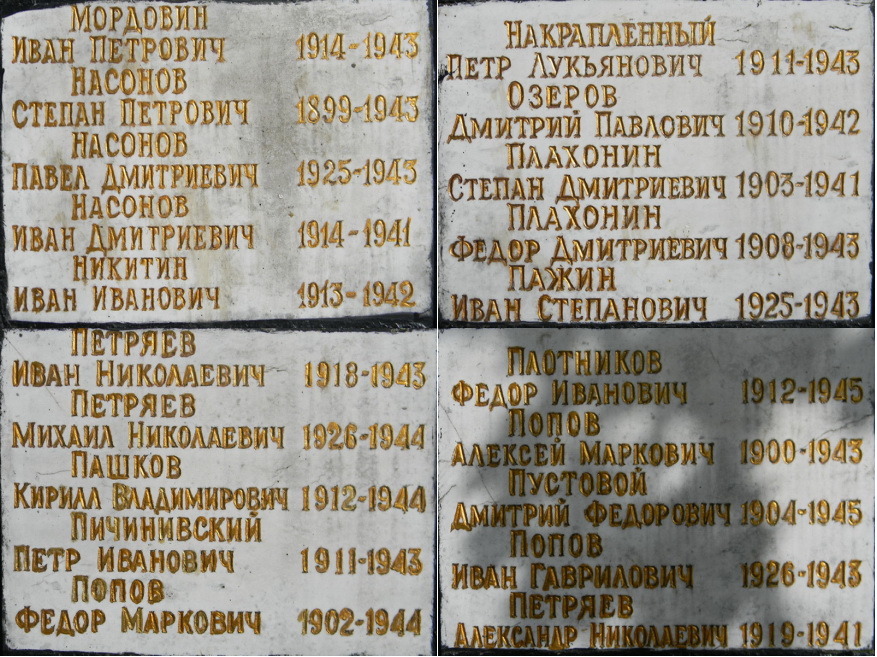 МОРДОВИН
ИВАН ПЕТРОВИЧ 1914-1943
НАСОНОВ
СТЕПАН ПЕТРОВИЧ 1899-1943
НАСОНОВ
ПАВЕЛ ДМИТРИЕВИЧ 1925-1943
НАСОНОВ
ИВАН ДМИТРИЕВИЧ 1914-1941
НИКИТИН
ИВАН ИВАНОВИЧ 1913-1942
НАКРАПЛЕННЫЙ
ПЕТР ЛУКЬЯНОВИЧ 1911-1943
ОЗЕРОВ
ДМИТРИЙ ПАВЛОВИЧ 1910-1942
ПЛАХОНИН
СТЕПАН ДМИТРИЕВИЧ 1903-1941
ПЛАХОНИН
ФЕДОР ДМИТРИЕВИЧ 1908-1943
ПАЖИН
ИВАН СТЕПАНОВИЧ 1925-1943
ПЕТРЯЕВ
ИВАН НИКОЛАЕВИЧ 1918-1943
ПЕТРЯЕВ
МИХАИЛ НИКОЛАЕВИЧ 1926-1944
ПАШКОВ
КИРИЛЛ ВЛАДИМИРОВИЧ 1912-1944
ПИЧИНИВСКИЙ
ПЕТР ИВАНОВИЧ 1911-1943
ПОПОВ
ФЕДОР МАРКОВИЧ 1902-1944
ПЛОТНИКОВ
ФЕДОР ИВАНОВИЧ 1912-1945
ПОПОВ
АЛЕКСЕЙ МАРКОВИЧ 1900-1943
ПУСТОВОЙ
ДМИТРИЙ ФЕДОРОВИЧ 1904-1945
ПОПОВ
ИВАН ГАВРИЛОВИЧ 1926-1943
ПЕТРЯЕВ
АЛЕКСАНДР НИКОЛАЕВИЧ 1919-1941